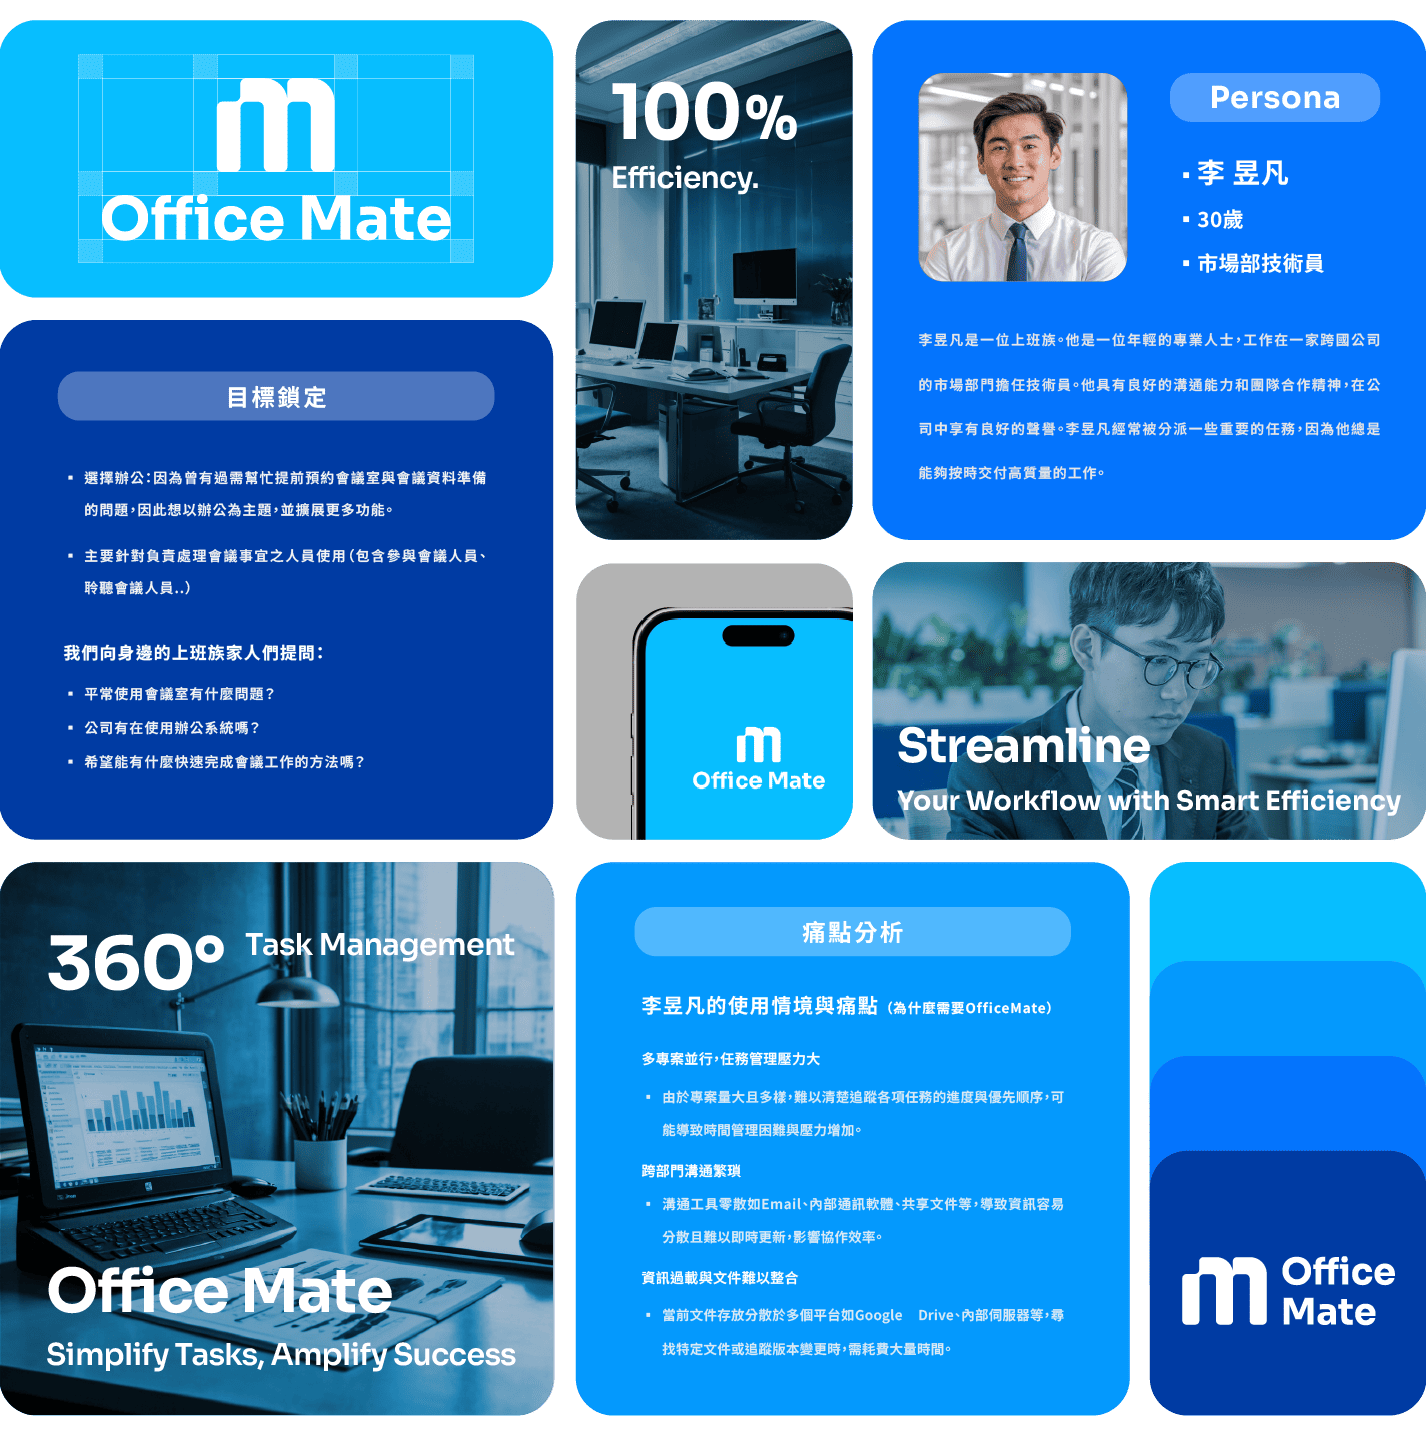 Office Mate
100%
Efficiency.
Persona
李 昱凡
30歲
市場部技術員
李昱凡是一位上班族。他是一位年輕的專業人士，工作在一家跨國公司
的市場部門擔任技術員。他具有良好的溝通能力和團隊合作精神，在公
司中享有良好的聲譽。李昱凡經常被分派一些重要的任務，因為他總是
能夠按時交付高質量的工作。
目標鎖定
選擇辦公：因為曾有過需幫忙提前預約會議室與會議資料準備
的問題，因此想以辦公為主題，並擴展更多功能。
主要針對負責處理會議事宜之人員使用（包含參與會議人員、
聆聽會議人員..）
我們向身邊的上班族家人們提問：
平常使用會議室有什麼問題？
公司有在使用辦公系統嗎？
希望能有什麼快速完成會議工作的方法嗎？
Office Mate
Streamline
Your Workflow with Smart Efficiency
360° Task Management
Office Mate
Simplify Tasks, Amplify Success
痛點分析
李昱凡的使用情境與痛點（為什麼需要OfficeMate）
多專案並行，任務管理壓力大
由於專案量大且多樣，難以清楚追蹤各項任務的進度與優先順序，可
能導致時間管理困難與壓力增加。
跨部門溝通繁瑣
溝通工具零散如Email、內部通訊軟體、共享文件等，導致資訊容易
分散且難以即時更新，影響協作效率。
資訊過載與文件難以整合
當前文件存放分散於多個平台如Google Drive、內部伺服器等，尋
找特定文件或追蹤版本變更時，需耗費大量時間。
Office
Mate